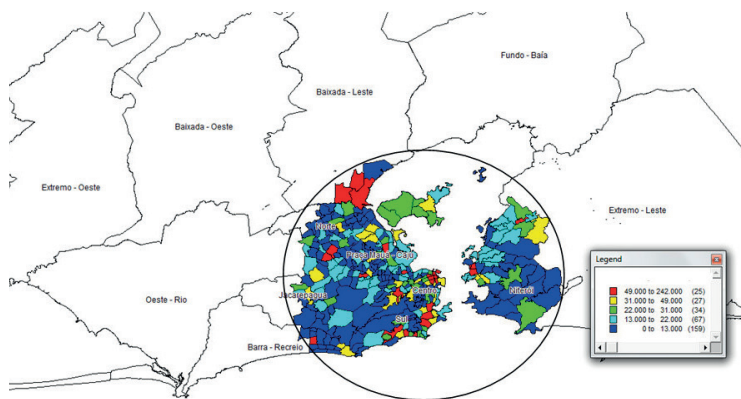 Fundo - Baía
Baixada - Leste
Baixada - Oeste
Extremo - Oeste
Extremo - Leste
Norte
Praça Mauá - Caju
Oeste - Rio
Jacarepaguá
Centro
Niterói
Sul
Barra - Recreio
Legend
49.000 to 242.000 (25)
31.000 to 49.000 (27)
22.000 to 31.000 (34)
13.000 to 22.000 (67)
0 to 13.000 (159)